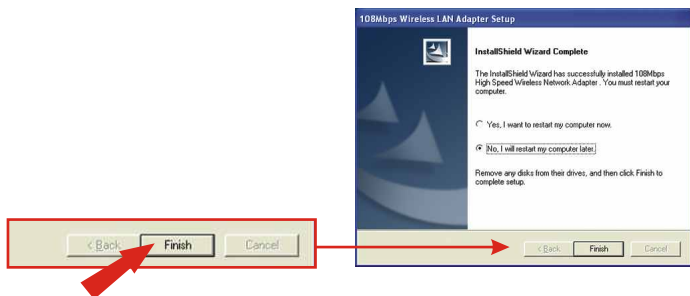 108Mbps Wireless LAN Adapter Setup
InstallShield Wizard Complete
The InstallShield Wizard has successfully installed 108Mbps
High Speed Wireless Network Adapter . You must restart your
computer.
Yes, I want to restart my computer now.
No, I will restart my computer later.
Remove any disks from their drives, and then click Finish to
complete setup.
< Back Finish Cancel
< Back Finish Cancel